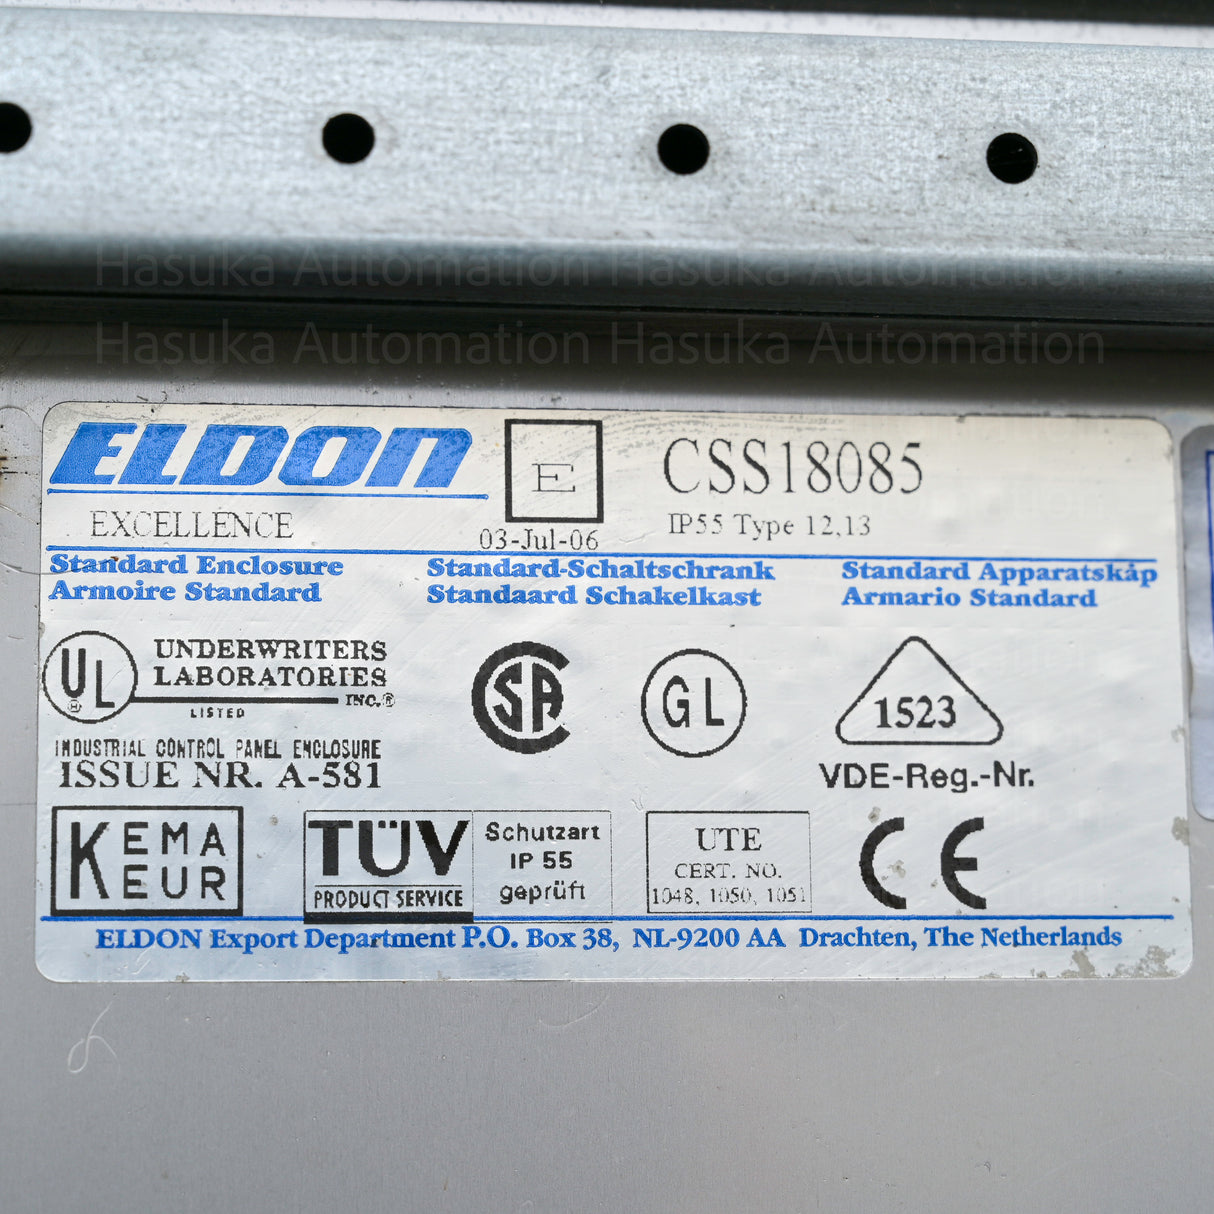 Hasuka Automation Hasuka Automation
Hasuka Automation Hasuka Automation
ELDON
EXCELLENCE
E
03-Jul-06
CSS18085
IP55 Type 12,13
Standard Enclosure
Armoire Standard
Standard-Schaltschrank
Standaard Schakelkast
Standard Apparatskåp
Armario Standard
UL
UNDERWRITERS
LABORATORIES
INC.®
LISTED
INDUSTRIAL CONTROL PANEL ENCLOSURE
ISSUE NR. A-581
CSA
GL
1523
VDE-Reg.-Nr.
KEMA
KEUR
TÜV
PRODUCT SERVICE
Schutzart
IP 55
geprüft
UTE
CERT. NO.
1048, 1050, 1051
CE
ELDON Export Department P.O. Box 38, NL-9200 AA Drachten, The Netherlands